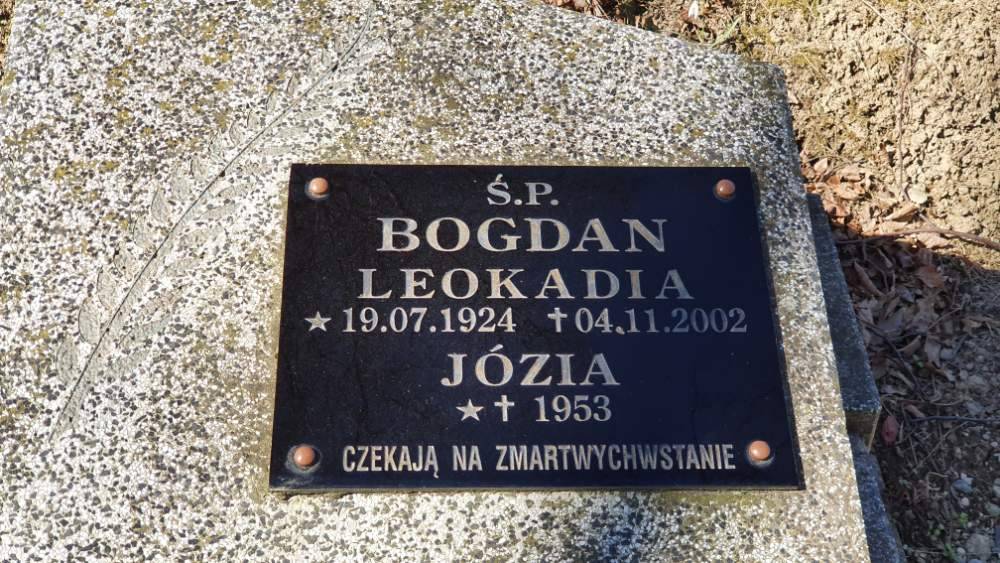 Ś.P.
BOGDAN
LEOKADIA
★ 19.07.1924 ✝ 04.11.2002
JÓZIA
★ ✝ 1953
CZEKAJĄ NA ZMARTWYCHWSTANIE